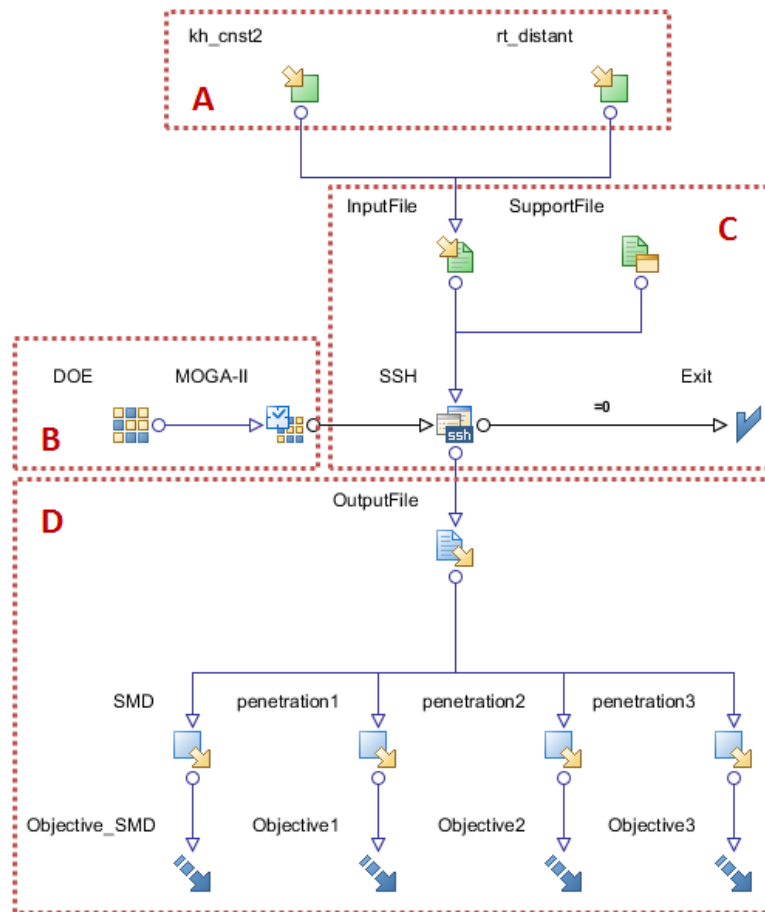 kh_cnst2 rt_distant
A
InputFile SupportFile
C
DOE MOGA-II SSH Exit
=0
B
ssh
D
OutputFile
SMD penetration1 penetration2 penetration3
Objective_SMD Objective1 Objective2 Objective3